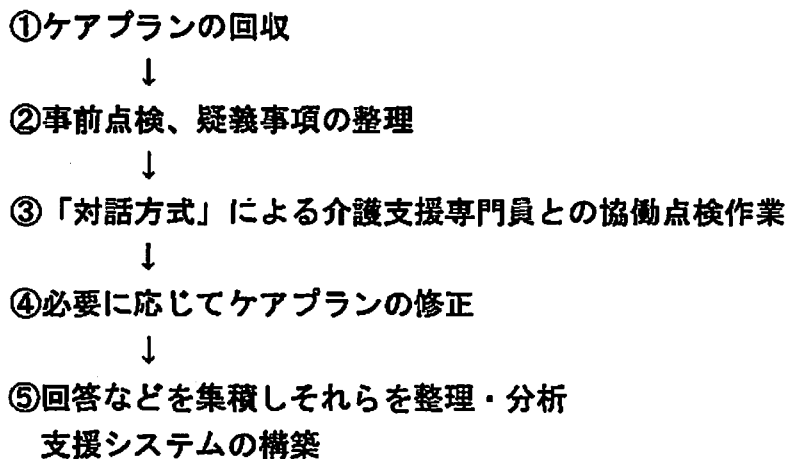 ①ケアプランの回収
↓
②事前点検、疑義事項の整理
↓
③「対話方式」による介護支援専門員との協働点検作業
↓
④必要に応じてケアプランの修正
↓
⑤回答などを集積しそれらを整理・分析
支援システムの構築